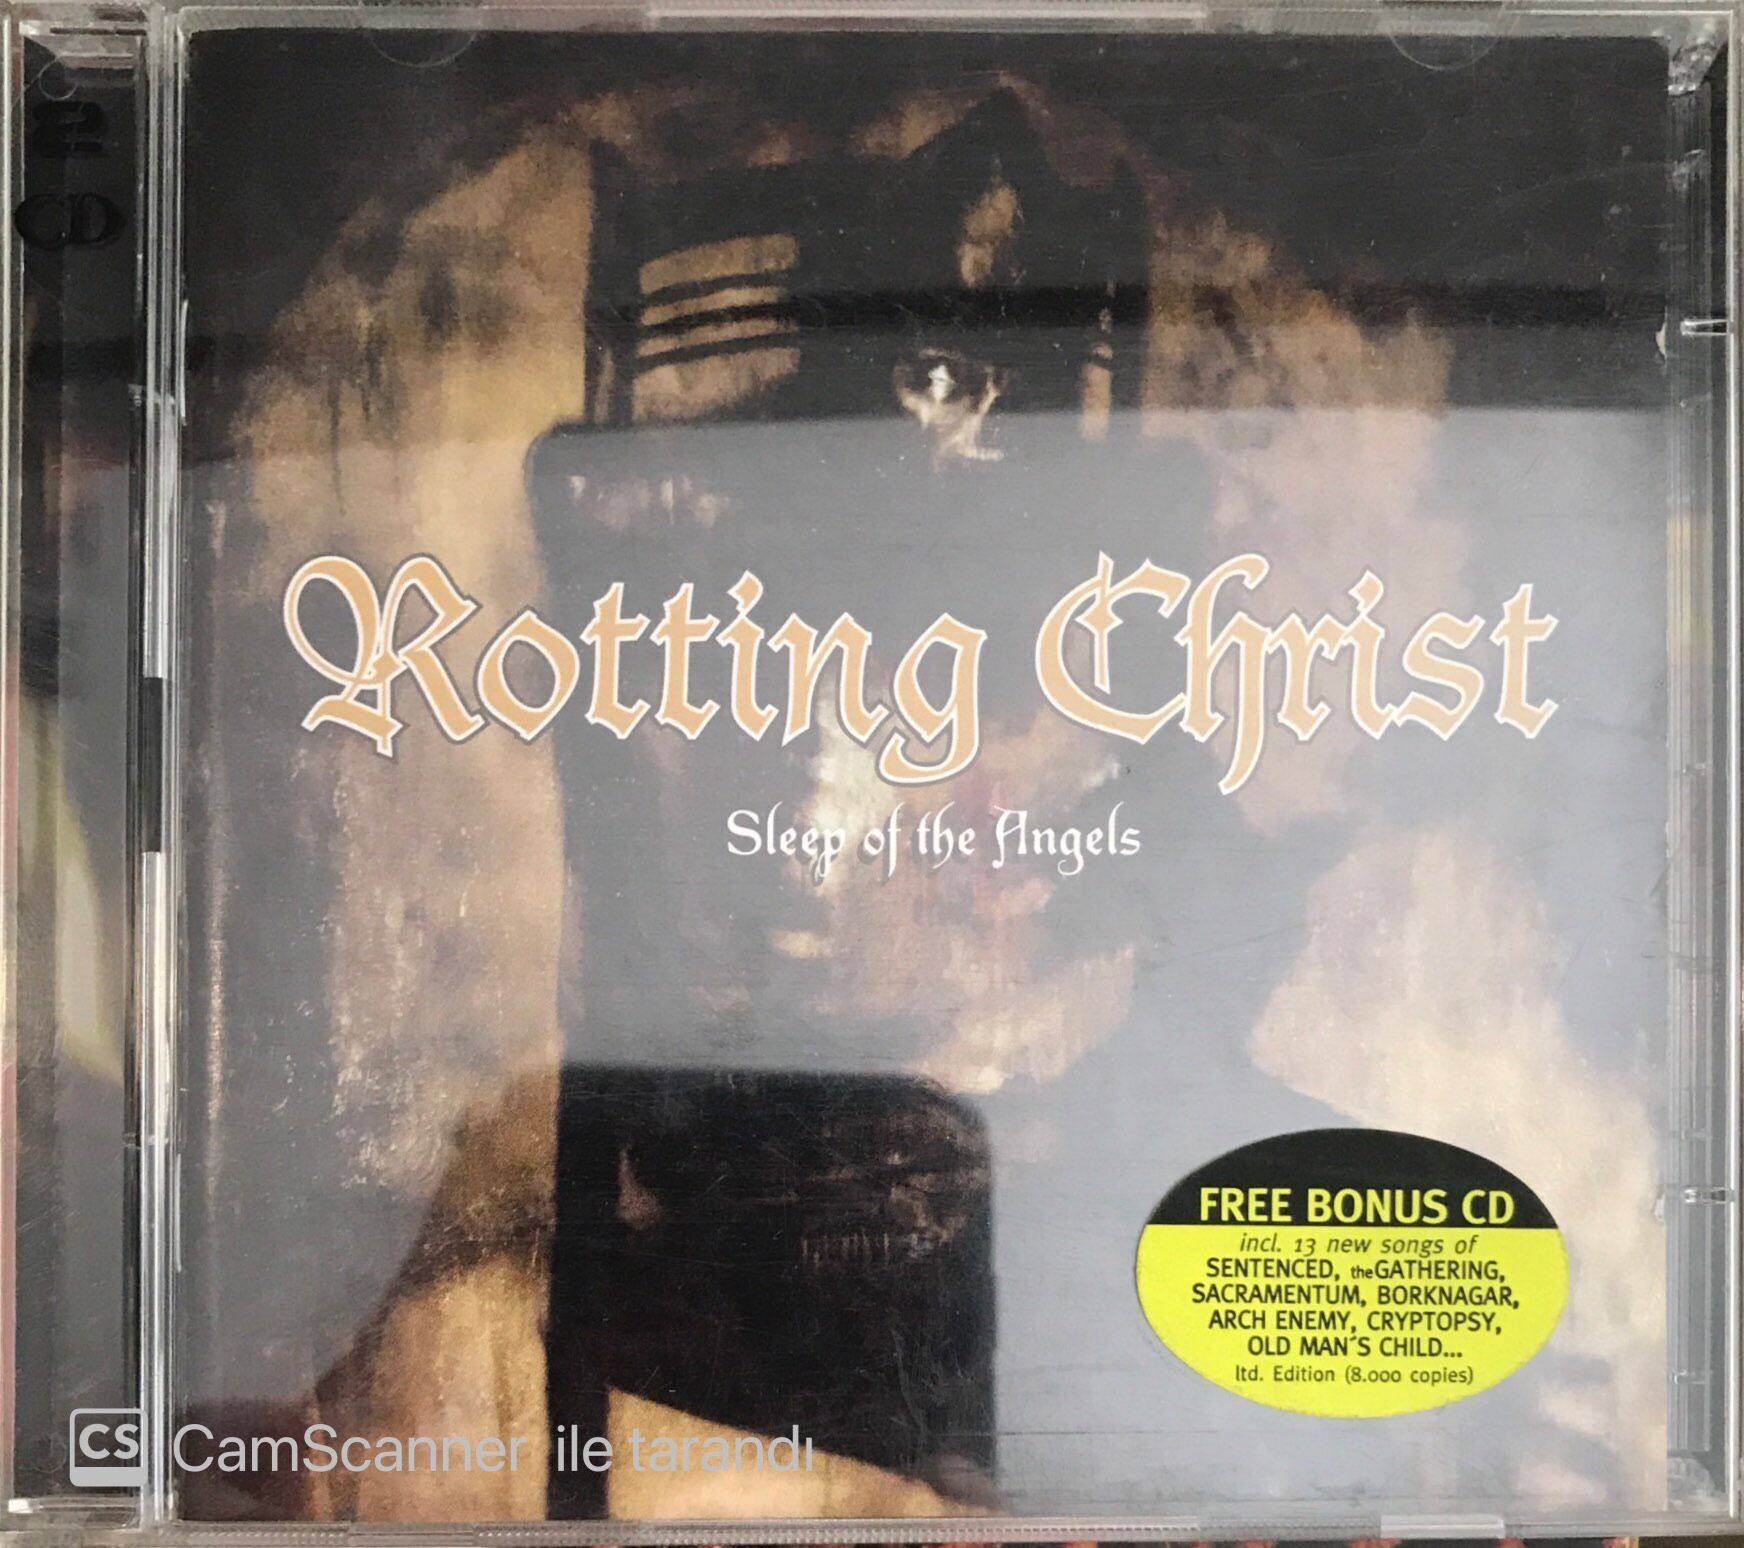 2
CD
Rotting Christ
Sleep of the Angels
FREE BONUS CD
incl. 13 new songs of
SENTENCED, theGATHERING,
SACRAMENTUM, BORKNAGAR,
ARCH ENEMY, CRYPTOPSY,
OLD MAN´S CHILD...
ltd. Edition (8.000 copies)
CS CamScanner ile tarandı